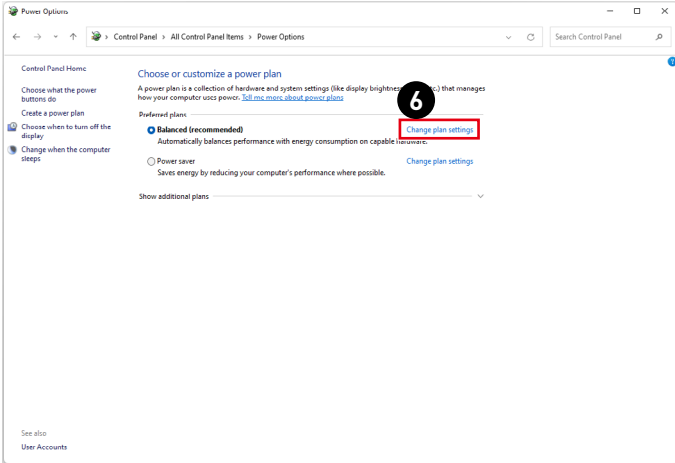 Power Options
Control Panel > All Control Panel Items > Power Options
Search Control Panel
?
Control Panel Home
Choose what the power
buttons do
Create a power plan
Choose when to turn off the
display
Change when the computer
sleeps
Choose or customize a power plan
A power plan is a collection of hardware and system settings (like display brightness, etc.) that manages
how your computer uses power. Tell me more about power plans
6
Preferred plans
Balanced (recommended)
Change plan settings
Automatically balances performance with energy consumption on capable hardware.
Power saver
Change plan settings
Saves energy by reducing your computer's performance where possible.
Show additional plans
See also
User Accounts